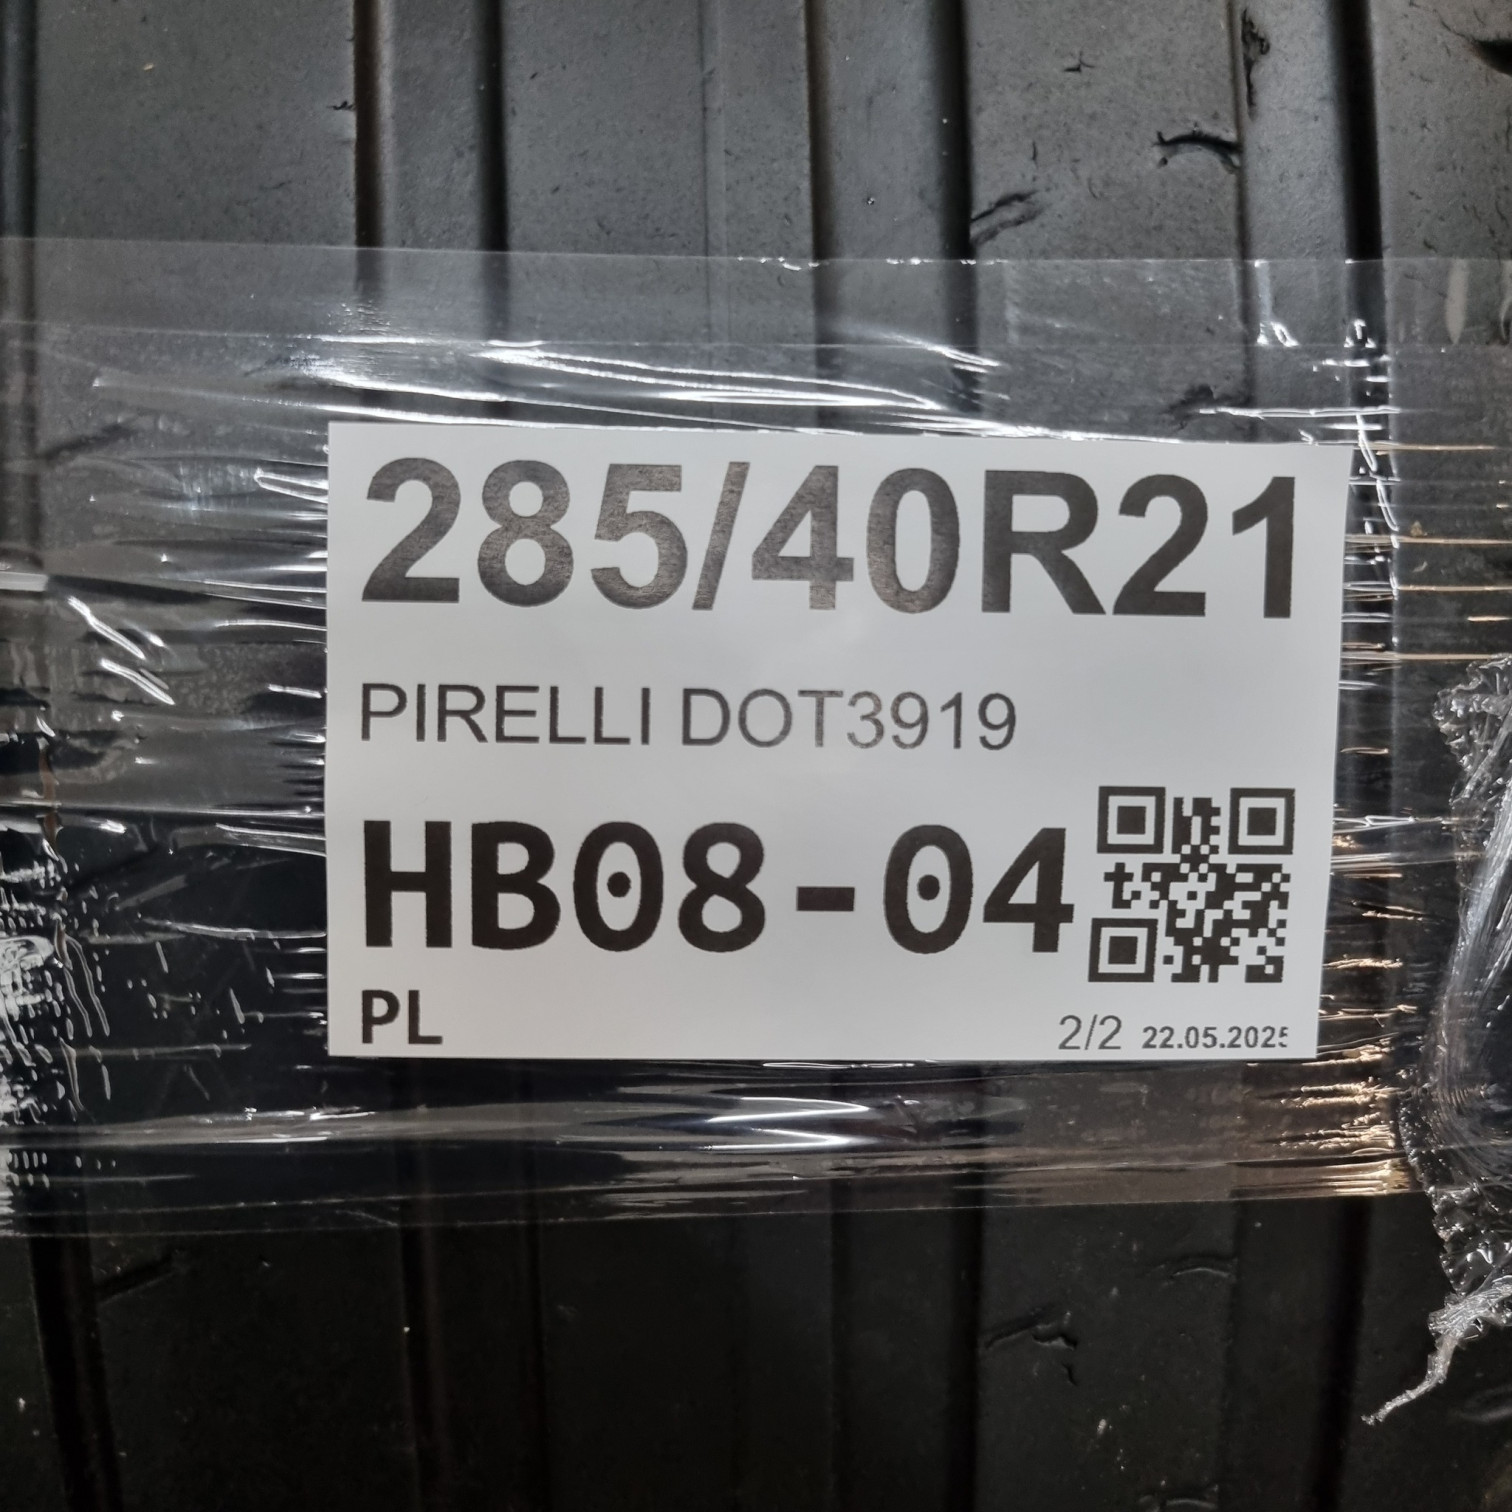 285/40R21
PIRELLI DOT3919
HB08-04
PL
2/2 22.05.2025